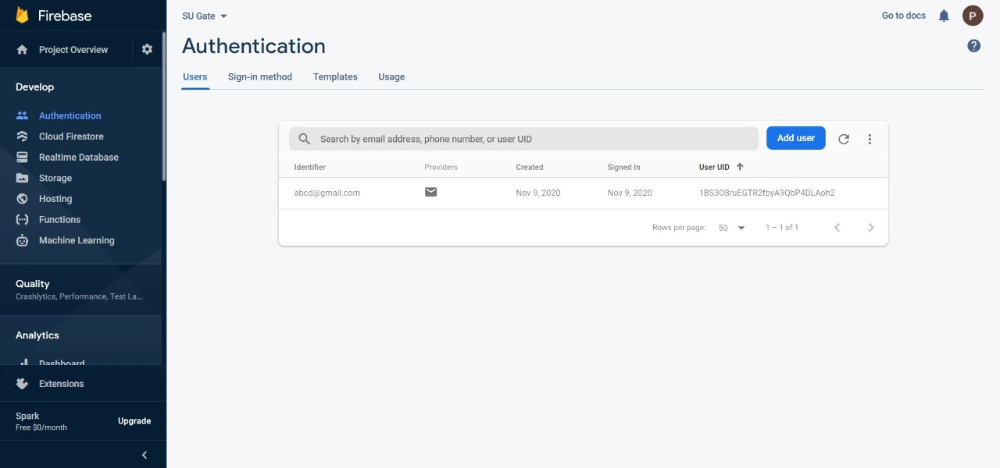 Firebase
Project Overview
Develop
Authentication
Cloud Firestore
Realtime Database
Storage
Hosting
Functions
Machine Learning
Quality
Crashlytics, Performance, Test La...
Analytics
Dashboard
Extensions
Spark
Free $0/month
Upgrade
SU Gate
Go to docs
P
Authentication
?
Users Sign-in method Templates Usage
Search by email address, phone number, or user UID
Add user
Identifier Providers Created Signed In User UID
abcd@gmail.com Nov 9, 2020 Nov 9, 2020 1BS3O8ruEGTR2fbyA9QbP4DLAoh2
Rows per page: 50 1 – 1 of 1